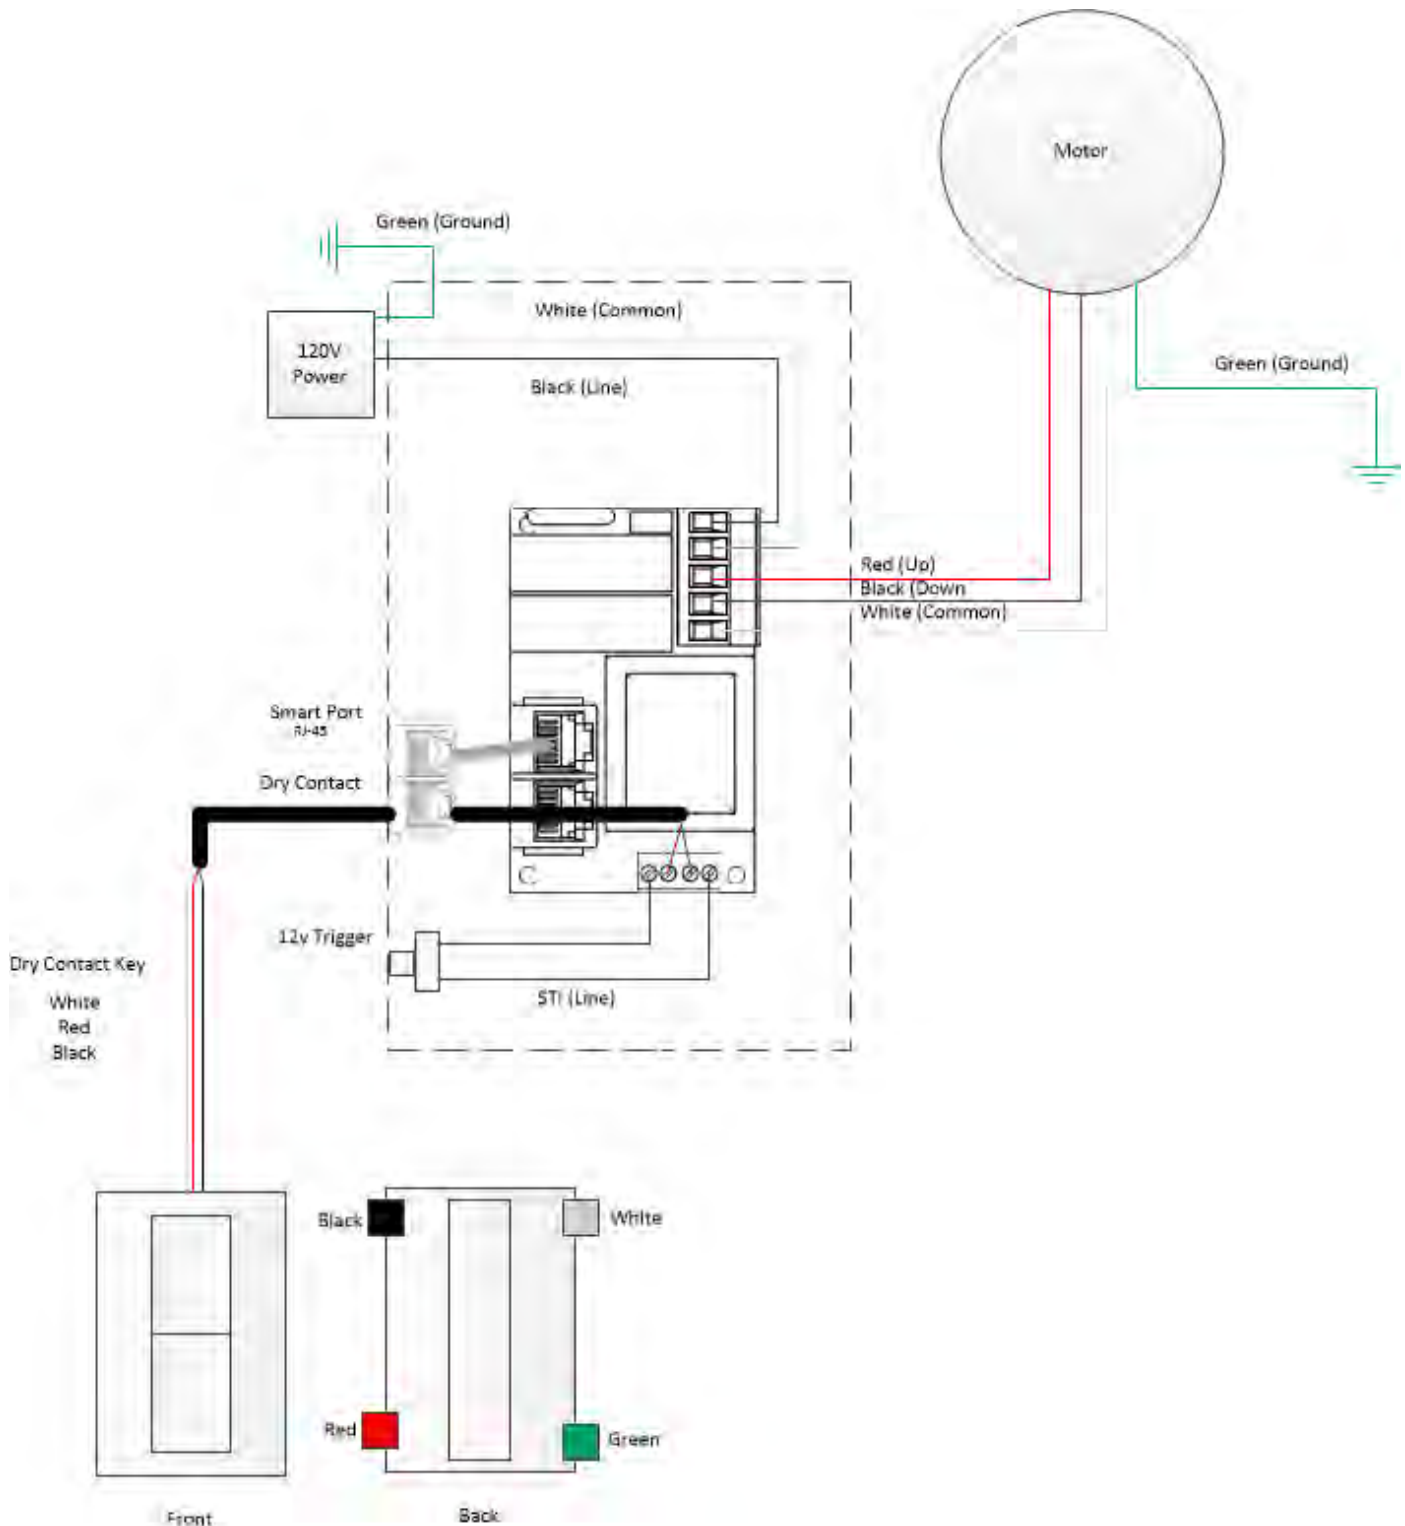 Motor
Green (Ground)
White (Common)
120V
Power
Green (Ground)
Black (Line)
Red (Up)
Black (Down
White (Common)
Smart Port
RJ-45
Dry Contact
12v Trigger
Dry Contact Key
STI (Line)
White
Red
Black
Black
White
Red
Green
Front
Back